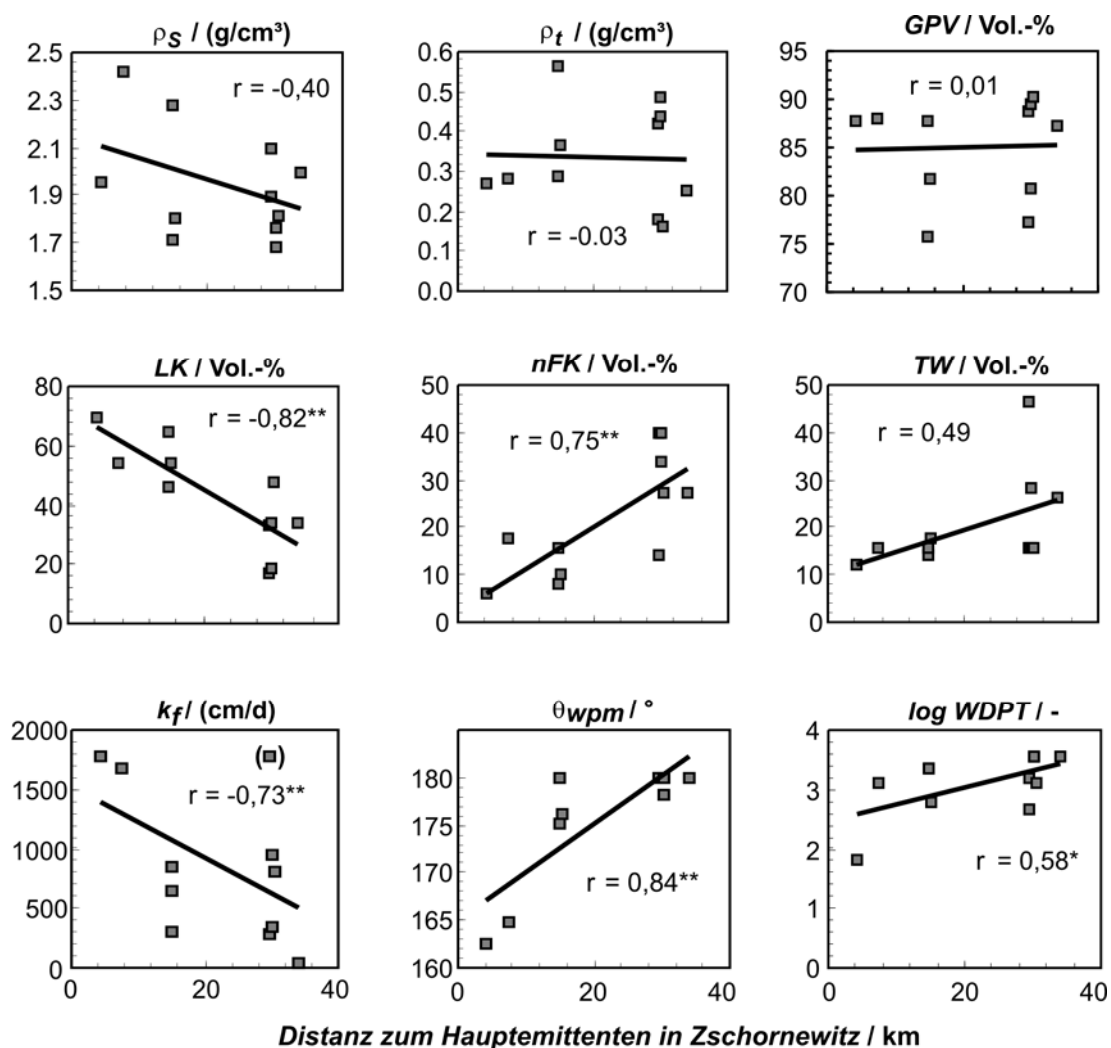 ρS / (g/cm³)
2.5
2.3
2.1
1.9
1.7
1.5
r = -0,40
ρt / (g/cm³)
0.6
0.5
0.4
0.3
0.2
0.1
0.0
r = -0.03
GPV / Vol.-%
95
90
85
80
75
70
r = 0,01
LK / Vol.-%
80
60
40
20
0
r = -0,82**
nFK / Vol.-%
50
40
30
20
10
0
r = 0,75**
TW / Vol.-%
50
40
30
20
10
0
r = 0,49
kf / (cm/d)
2000
1500
1000
500
0
( )
r = -0,73**
0 20 40
θwpm / °
180
175
170
165
160
r = 0,84**
0 20 40
log WDPT / -
4
3
2
1
0
r = 0,58*
0 20 40
Distanz zum Hauptemittenten in Zschornewitz / km